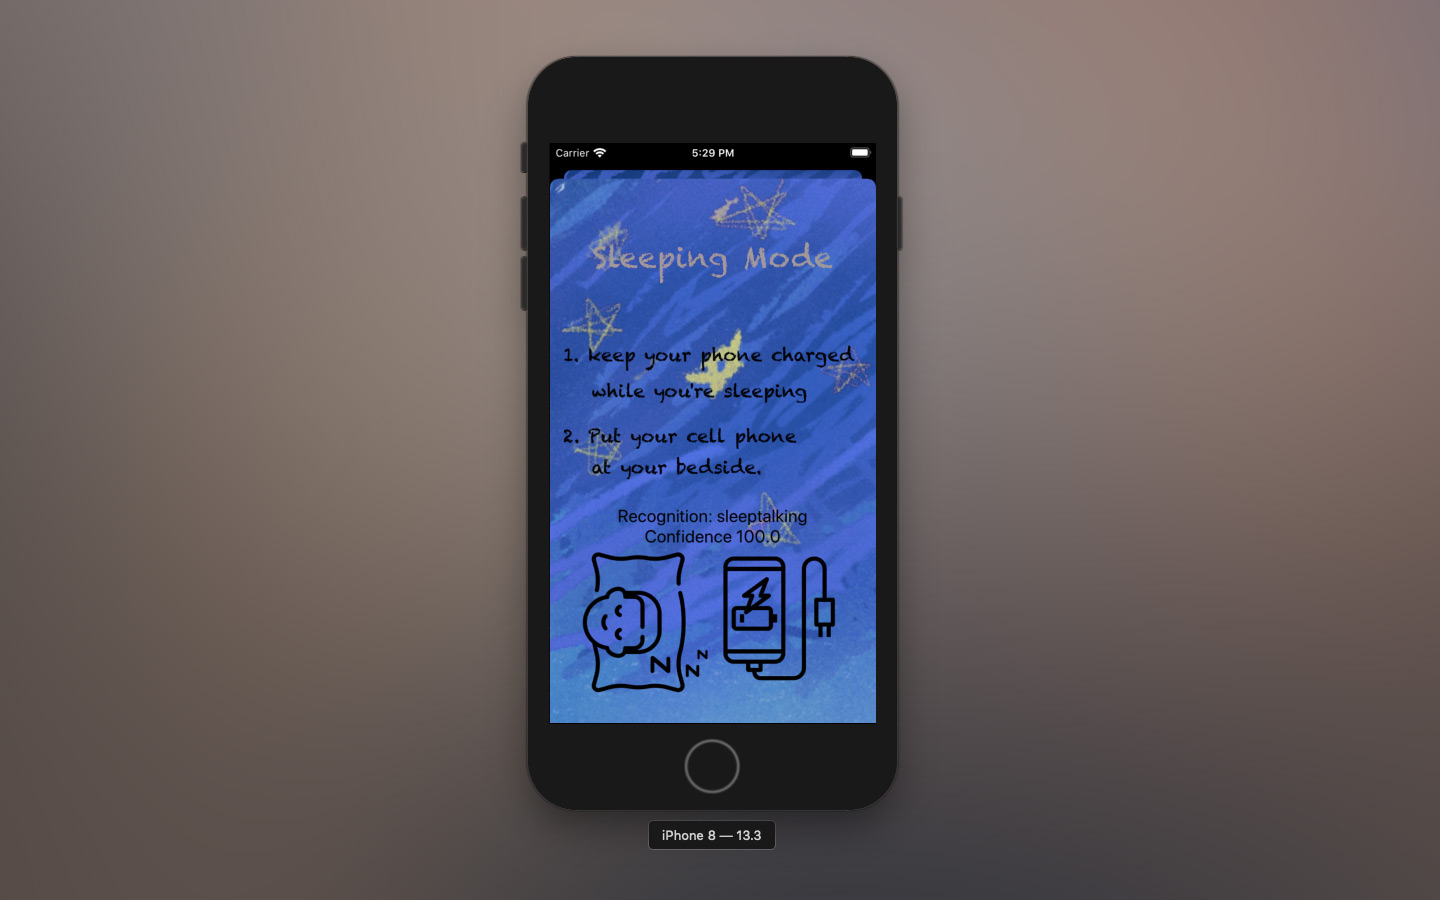 Carrier 5:29 PM
Sleeping Mode
1. keep your phone charged
while you're sleeping
2. Put your cell phone
at your bedside.
Recognition: sleeptalking
Confidence 100.0
Z Z Z
iPhone 8 — 13.3